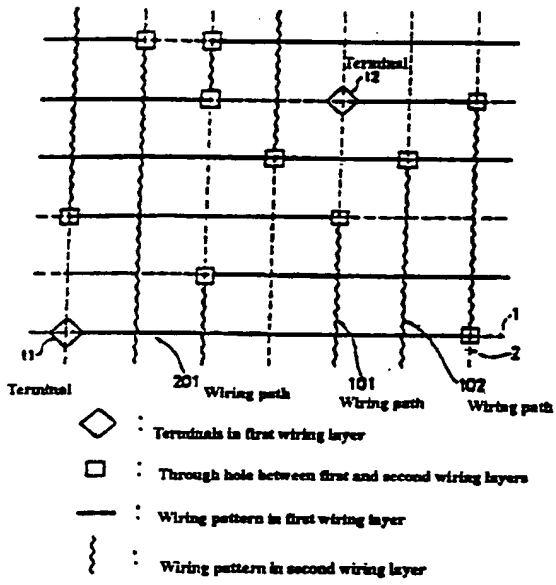 Terminal
t2
1
2
t1
201
101
102
Terminal
Wiring path
Wiring path
Wiring path
: Terminals in first wiring layer
: Through hole between first and second wiring layers
: Wiring pattern in first wiring layer
: Wiring pattern in second wiring layer